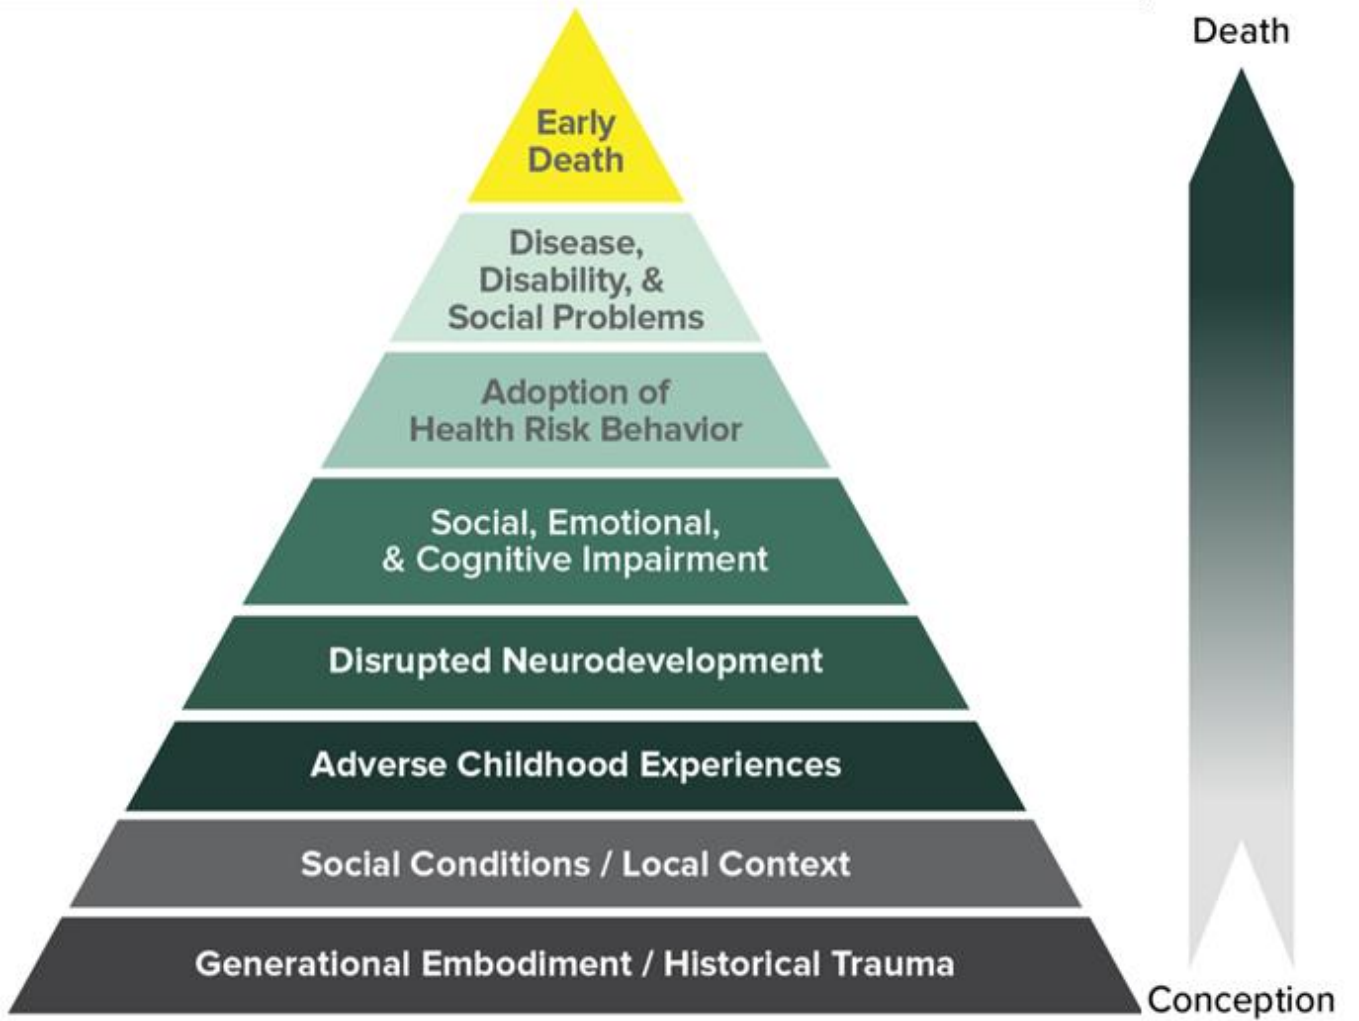 Death
Early
Death
Disease,
Disability, &
Social Problems
Adoption of
Health Risk Behavior
Social, Emotional,
& Cognitive Impairment
Disrupted Neurodevelopment
Adverse Childhood Experiences
Social Conditions / Local Context
Generational Embodiment / Historical Trauma
Conception